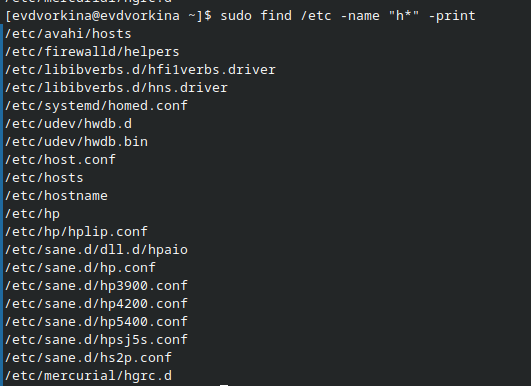 /etc/mercurial/hgrc.d
[evdvorkina@evdvorkina ~]$ sudo find /etc -name "h*" -print
/etc/avahi/hosts
/etc/firewalld/helpers
/etc/libibverbs.d/hfi1verbs.driver
/etc/libibverbs.d/hns.driver
/etc/systemd/homed.conf
/etc/udev/hwdb.d
/etc/udev/hwdb.bin
/etc/host.conf
/etc/hosts
/etc/hostname
/etc/hp
/etc/hp/hplip.conf
/etc/sane.d/dll.d/hpaio
/etc/sane.d/hp.conf
/etc/sane.d/hp3900.conf
/etc/sane.d/hp4200.conf
/etc/sane.d/hp5400.conf
/etc/sane.d/hpsj5s.conf
/etc/sane.d/hs2p.conf
/etc/mercurial/hgrc.d